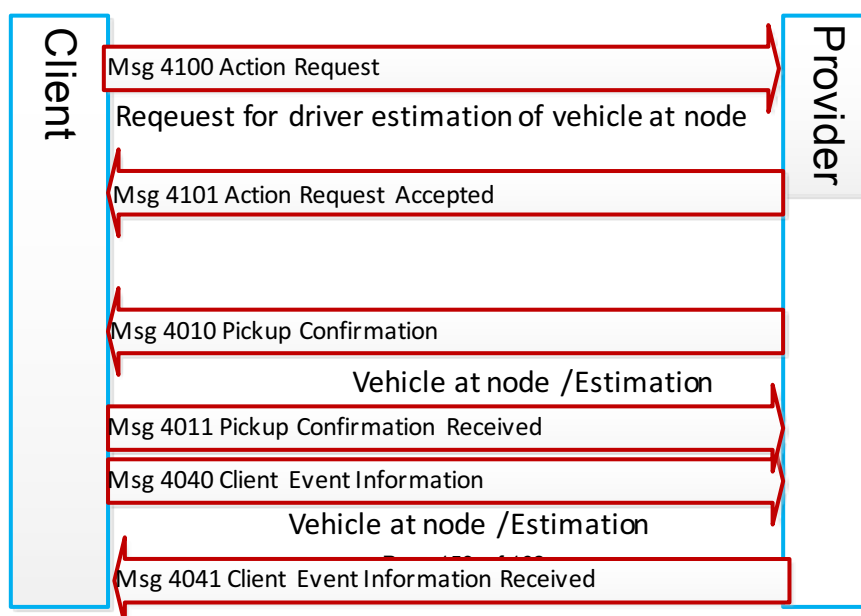 Client
Provider
Msg 4100 Action Request
Reqeuest for driver estimation of vehicle at node
Msg 4101 Action Request Accepted
Msg 4010 Pickup Confirmation
Vehicle at node /Estimation
Msg 4011 Pickup Confirmation Received
Msg 4040 Client Event Information
Vehicle at node /Estimation
Msg 4041 Client Event Information Received